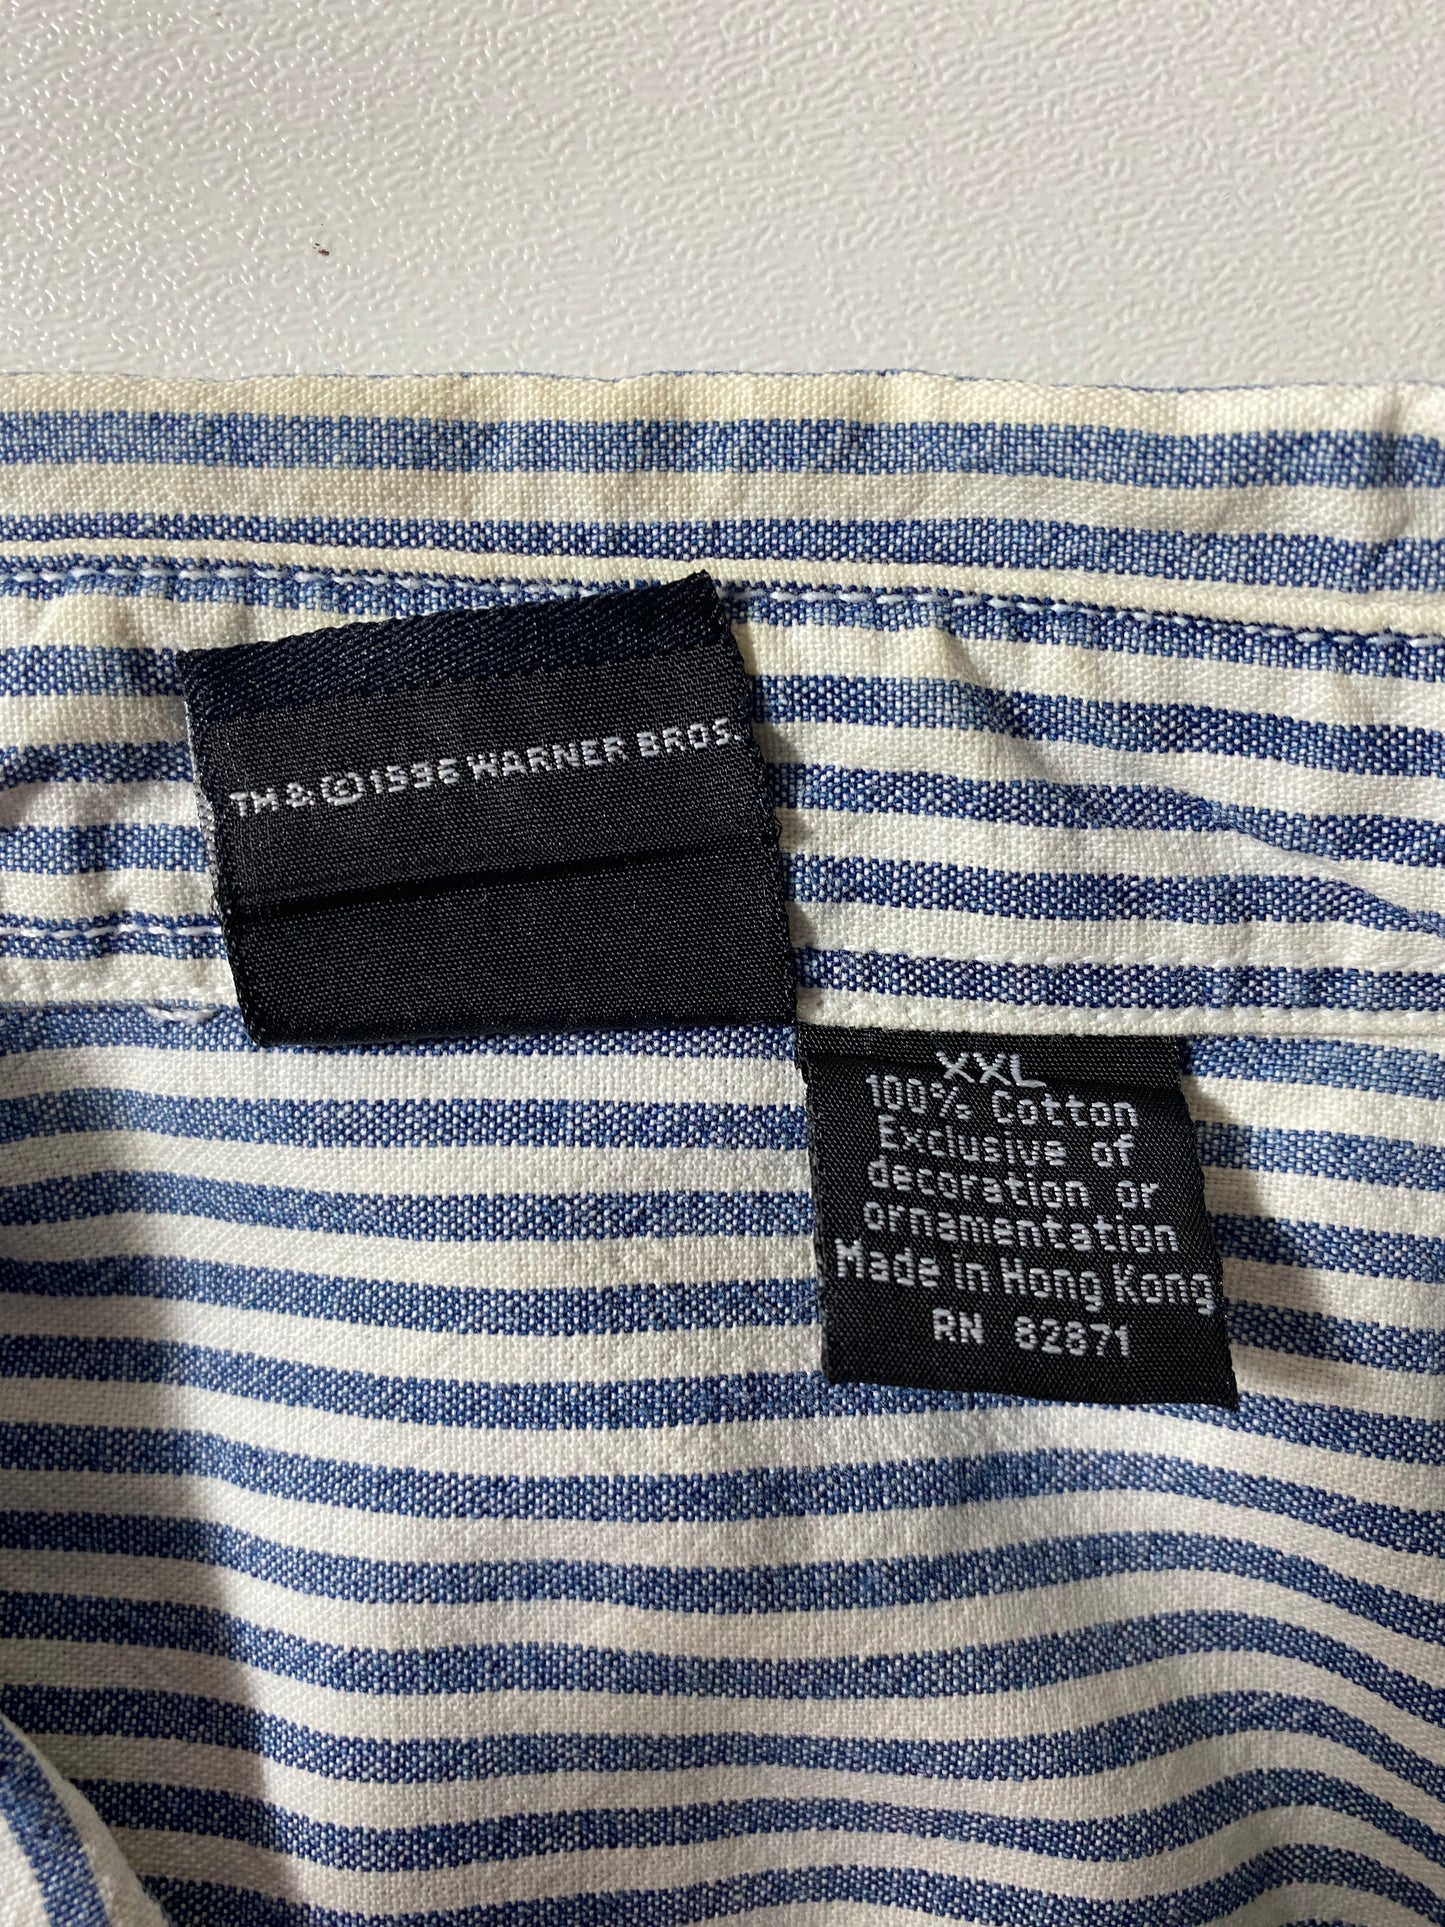 TM & ©1996 WARNER BROS.
XXL
100% Cotton
Exclusive of
decoration or
ornamentation
Made in Hong Kong
RN 82871